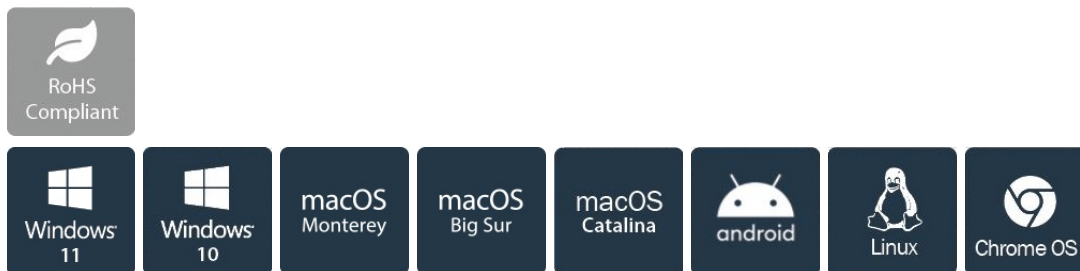 RoHS
Compliant
Windows
11
Windows
10
macOS
Monterey
macOS
Big Sur
macOS
Catalina
android
Linux
Chrome OS